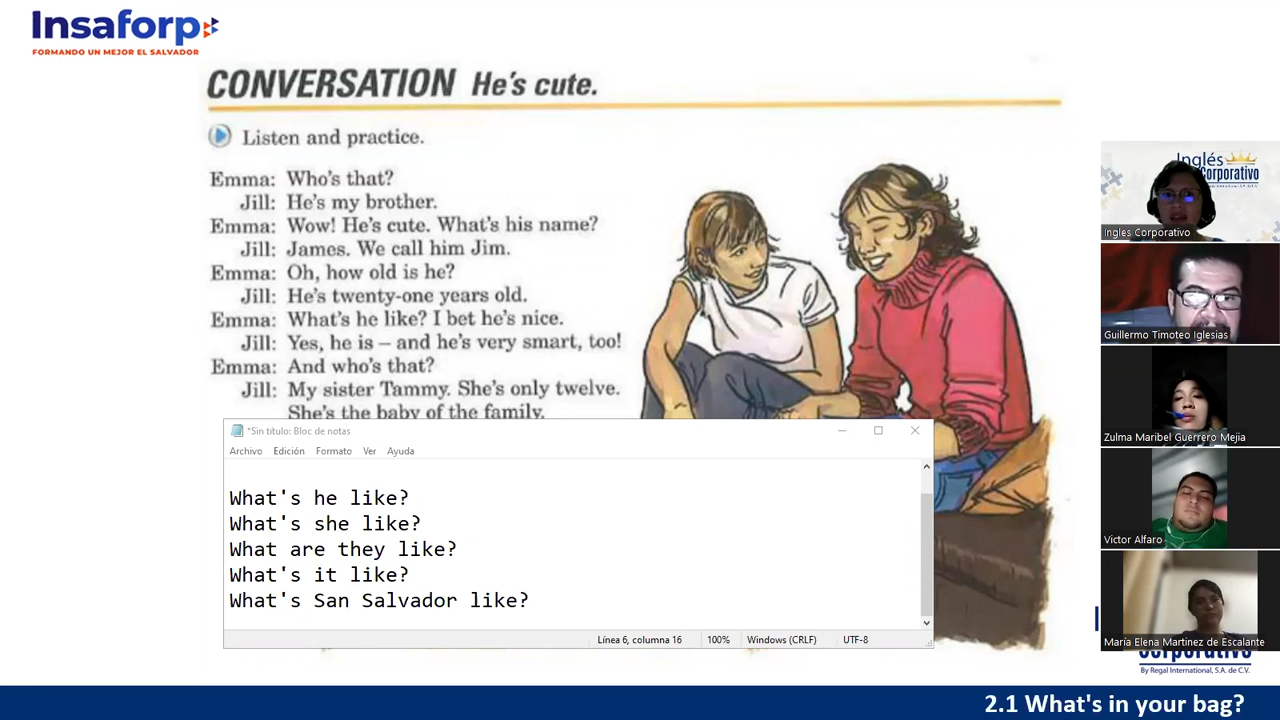 Insaforp
FORMANDO UN MEJOR EL SALVADOR
CONVERSATION He's cute.
Listen and practice.
Emma: Who's that?
Jill: He's my brother.
Emma: Wow! He's cute. What's his name?
Jill: James. We call him Jim.
Emma: Oh, how old is he?
Jill: He's twenty-one years old.
Emma: What's he like? I bet he's nice.
Jill: Yes, he is – and he's very smart, too!
Emma: And who's that?
Jill: My sister Tammy. She's only twelve.
She's the baby of the family.
*Sin título: Bloc de notas
Archivo Edición Formato Ver Ayuda
What's he like?
What's she like?
What are they like?
What's it like?
What's San Salvador like?
Línea 6, columna 16 100% Windows (CRLF) UTF-8
Inglés
Corporativo
Ingles Corporativo
Guillermo Timoteo Iglesias
Zulma Maribel Guerrero Mejia
Victor Alfaro
María Elena Martinez de Escalante
Corporativo
By Regal International, S.A. de C.V.
2.1 What's in your bag?